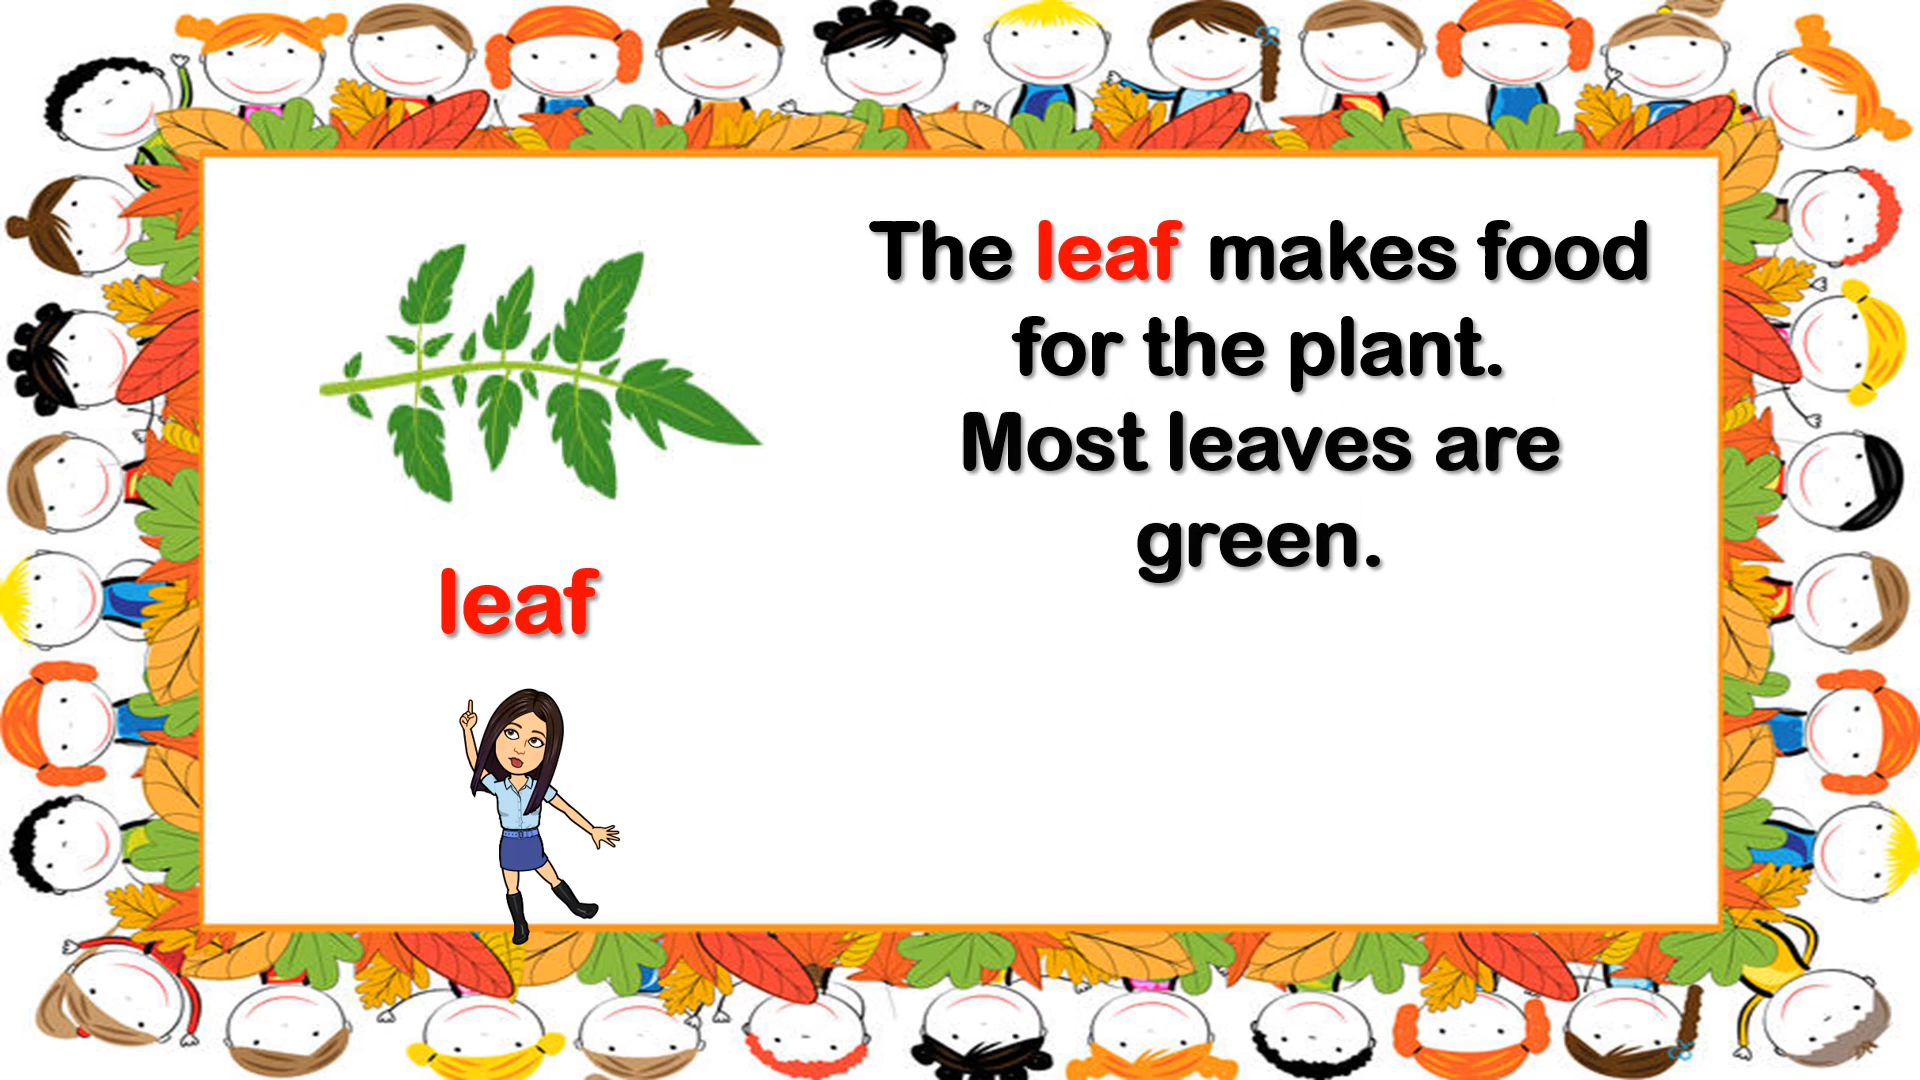 The leaf makes food
for the plant.
Most leaves are
green.
leaf